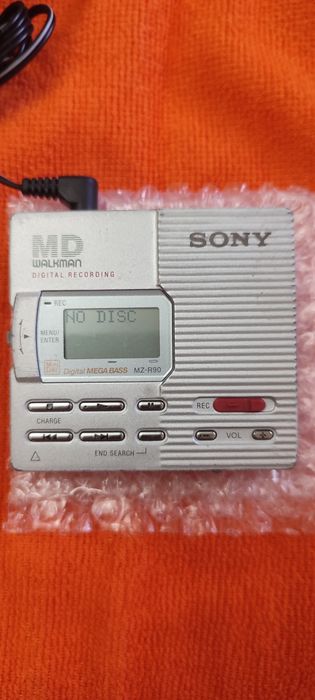 MD
WALKMAN
DIGITAL RECORDING
SONY
REC
NO DISC
MENU/
ENTER
Digital MEGA BASS MZ-R90
REC
CHARGE
VOL
END SEARCH